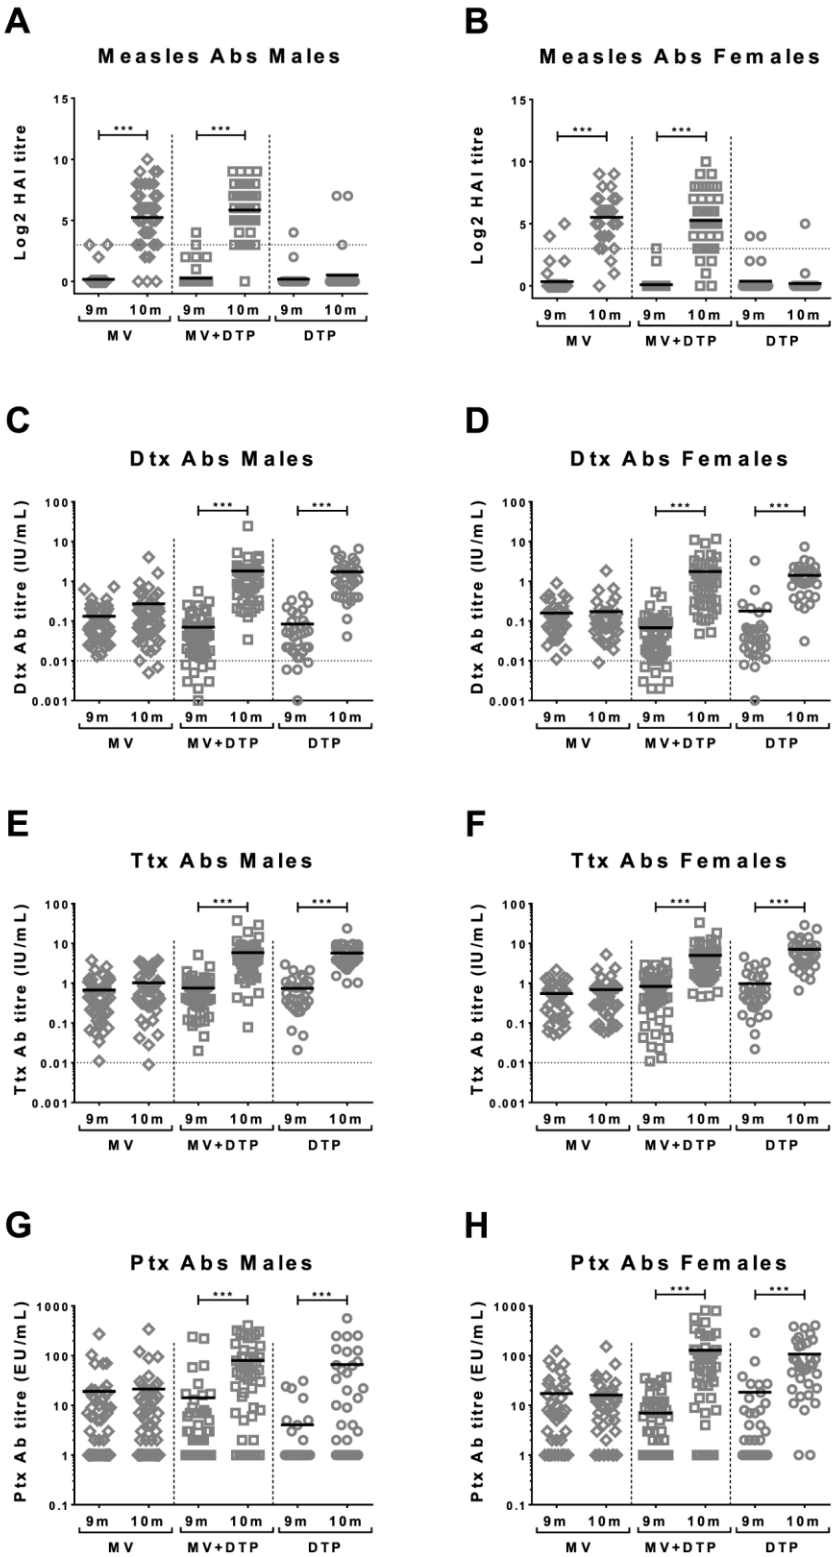 A
B
Measles Abs Males
Measles Abs Females
Log2 HAI titre
15
10
5
0
***
***
9m 10m 9m 10m 9m 10m
MV MV+DTP DTP
Log2 HAI titre
15
10
5
0
***
***
9m 10m 9m 10m 9m 10m
MV MV+DTP DTP
C
D
Dtx Abs Males
Dtx Abs Females
Dtx Ab titre (IU/mL)
100
10
1
0.1
0.01
0.001
***
***
9m 10m 9m 10m 9m 10m
MV MV+DTP DTP
Dtx Ab titre (IU/mL)
100
10
1
0.1
0.01
0.001
***
***
9m 10m 9m 10m 9m 10m
MV MV+DTP DTP
E
F
Ttx Abs Males
Ttx Abs Females
Ttx Ab titre (IU/mL)
100
10
1
0.1
0.01
0.001
***
***
9m 10m 9m 10m 9m 10m
MV MV+DTP DTP
Ttx Ab titre (IU/mL)
100
10
1
0.1
0.01
0.001
***
***
9m 10m 9m 10m 9m 10m
MV MV+DTP DTP
G
H
Ptx Abs Males
Ptx Abs Females
Ptx Ab titre (EU/mL)
1000
100
10
1
0.1
***
***
9m 10m 9m 10m 9m 10m
MV MV+DTP DTP
Ptx Ab titre (EU/mL)
1000
100
10
1
0.1
***
***
9m 10m 9m 10m 9m 10m
MV MV+DTP DTP